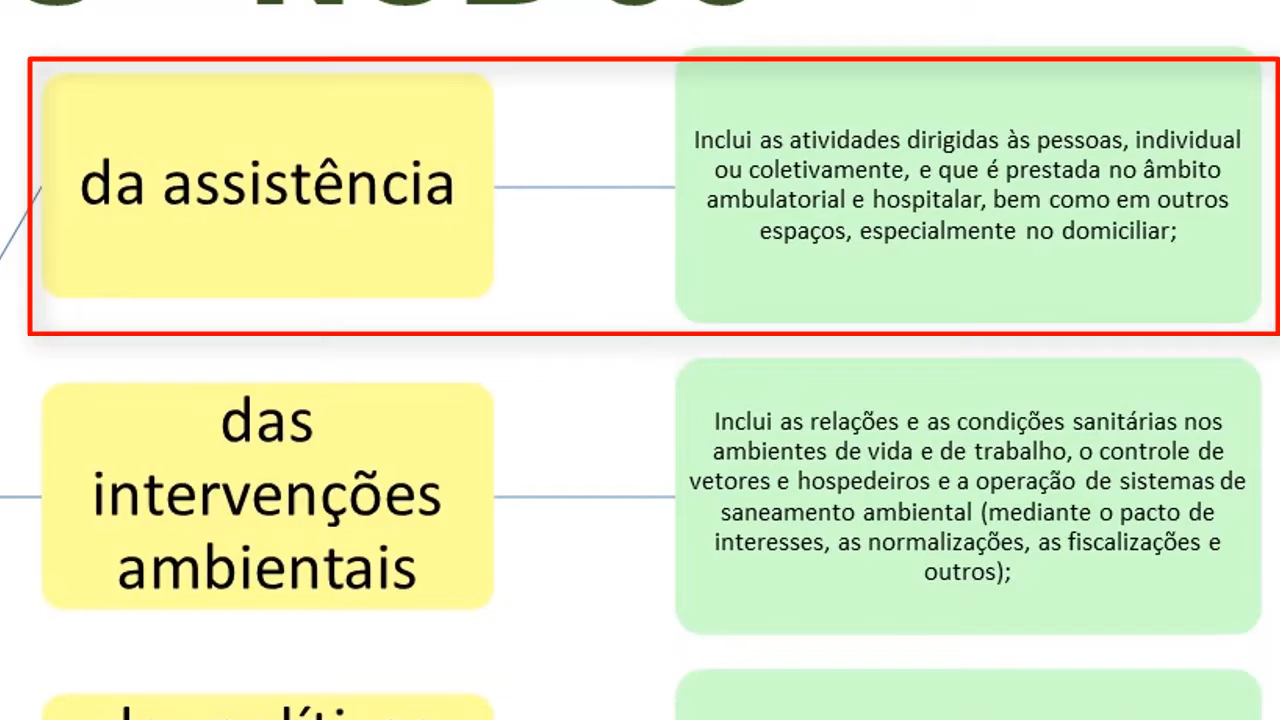 da assistência
Inclui as atividades dirigidas às pessoas, individual
ou coletivamente, e que é prestada no âmbito
ambulatorial e hospitalar, bem como em outros
espaços, especialmente no domiciliar;
das
intervenções
ambientais
Inclui as relações e as condições sanitárias nos
ambientes de vida e de trabalho, o controle de
vetores e hospedeiros e a operação de sistemas de
saneamento ambiental (mediante o pacto de
interesses, as normalizações, as fiscalizações e
outros);